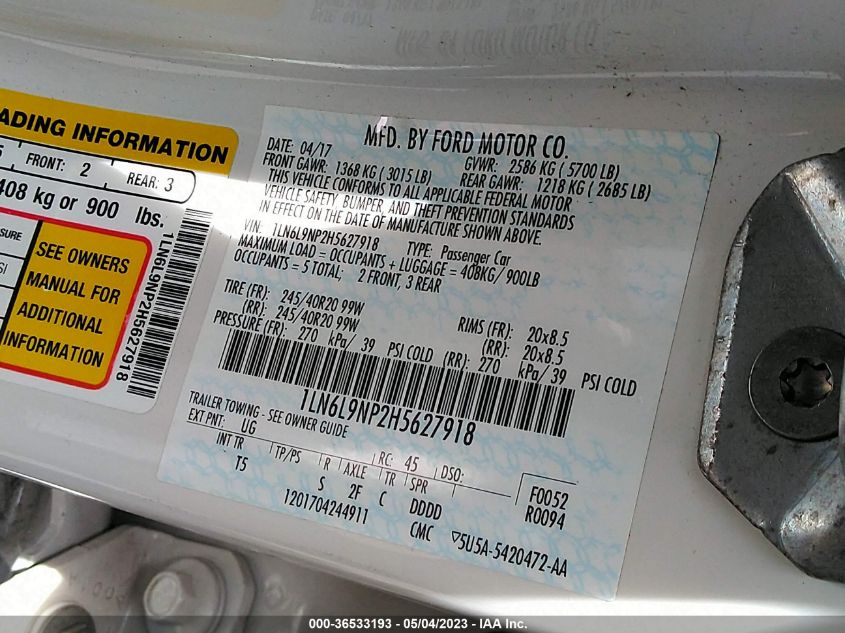 MFD. BY FORD MOTOR CO.
DATE: 04/17 GVWR: 2586 KG ( 5700 LB)
FRONT GAWR: 1368 KG ( 3015 LB) REAR GAWR: 1218 KG ( 2685 LB)
THIS VEHICLE CONFORMS TO ALL APPLICABLE FEDERAL MOTOR
VEHICLE SAFETY, BUMPER, AND THEFT PREVENTION STANDARDS
IN EFFECT ON THE DATE OF MANUFACTURE SHOWN ABOVE.
VIN: 1LN6L9NP2H5627918 TYPE: Passenger Car
MAXIMUM LOAD = OCCUPANTS + LUGGAGE = 408KG/ 900LB
OCCUPANTS = 5 TOTAL; 2 FRONT, 3 REAR
TIRE (FR): 245/40R20 99W RIMS (FR): 20x8.5
(RR): 245/40R20 99W (RR): 20x8.5
PRESSURE (FR): 270 kPa/ 39 PSI COLD (RR): 270 kPa/ 39 PSI COLD
1LN6L9NP2H5627918
TRAILER TOWING - SEE OWNER GUIDE
EXT PNT: UG RC: 45 DSO:
INT TR TP/PS R AXLE TR SPR F0052
T5 S 2F C DDDD R0094
1201704244911 CMC ▽5U5A-5420472-AA
ADING INFORMATION
5 FRONT: 2 REAR: 3
408 kg or 900 lbs.
SURE
SI
SEE OWNERS
MANUAL FOR
ADDITIONAL
INFORMATION
1LN6L9NP2H5627918
000-36533193 - 05/04/2023 - IAA Inc.